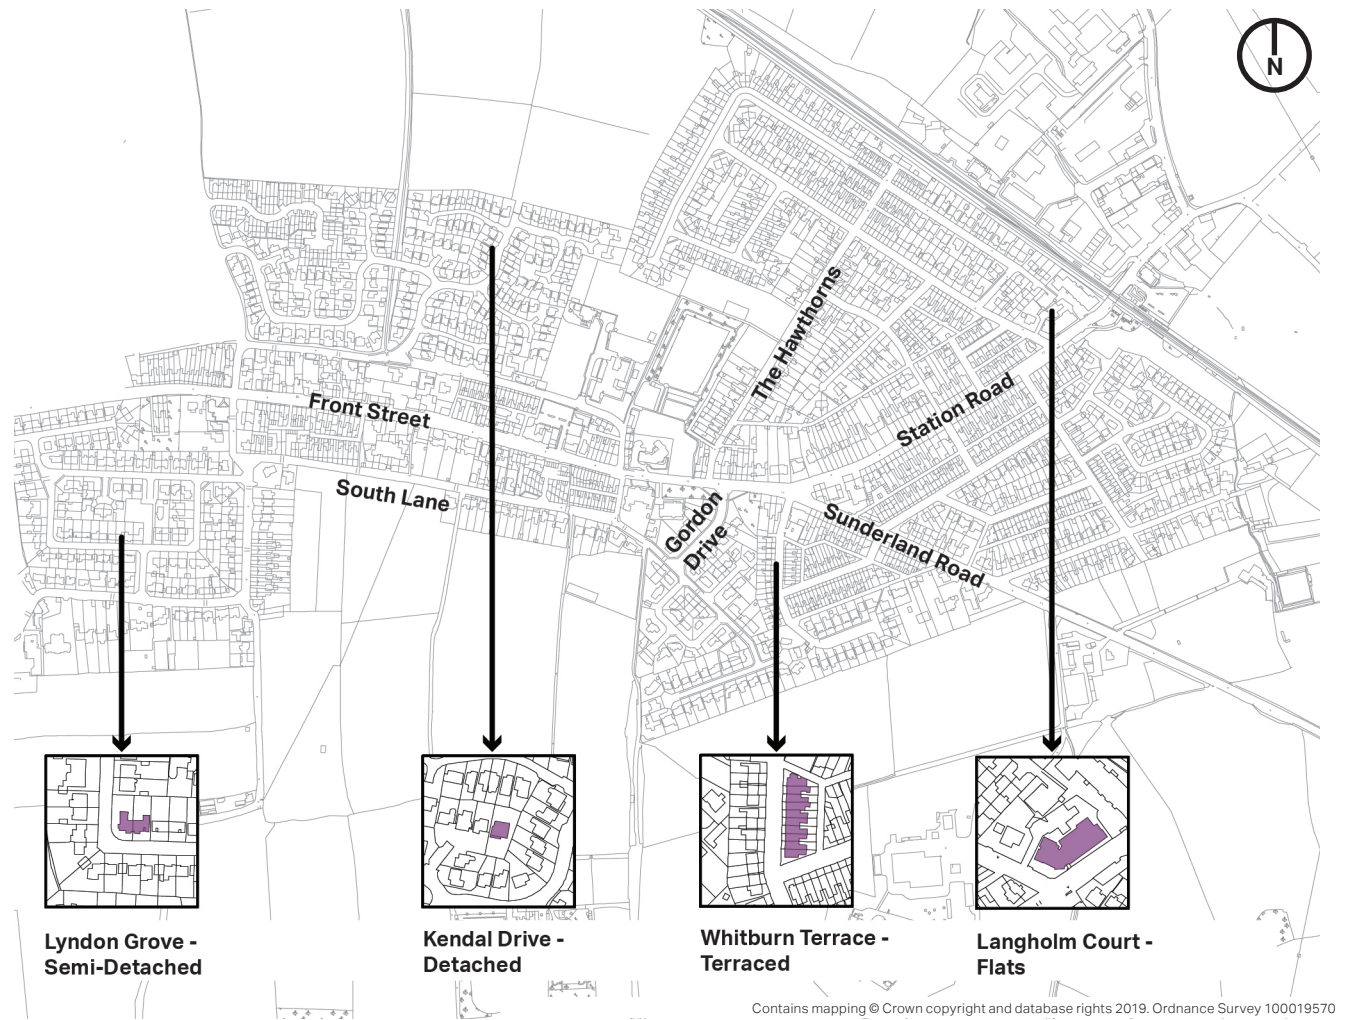 N
The Hawthorns
Front Street
Station Road
South Lane
Gordon
Drive
Sunderland Road
Lyndon Grove -
Semi-Detached
Kendal Drive -
Detached
Whitburn Terrace -
Terraced
Langholm Court -
Flats
Contains mapping © Crown copyright and database rights 2019. Ordnance Survey 100019570